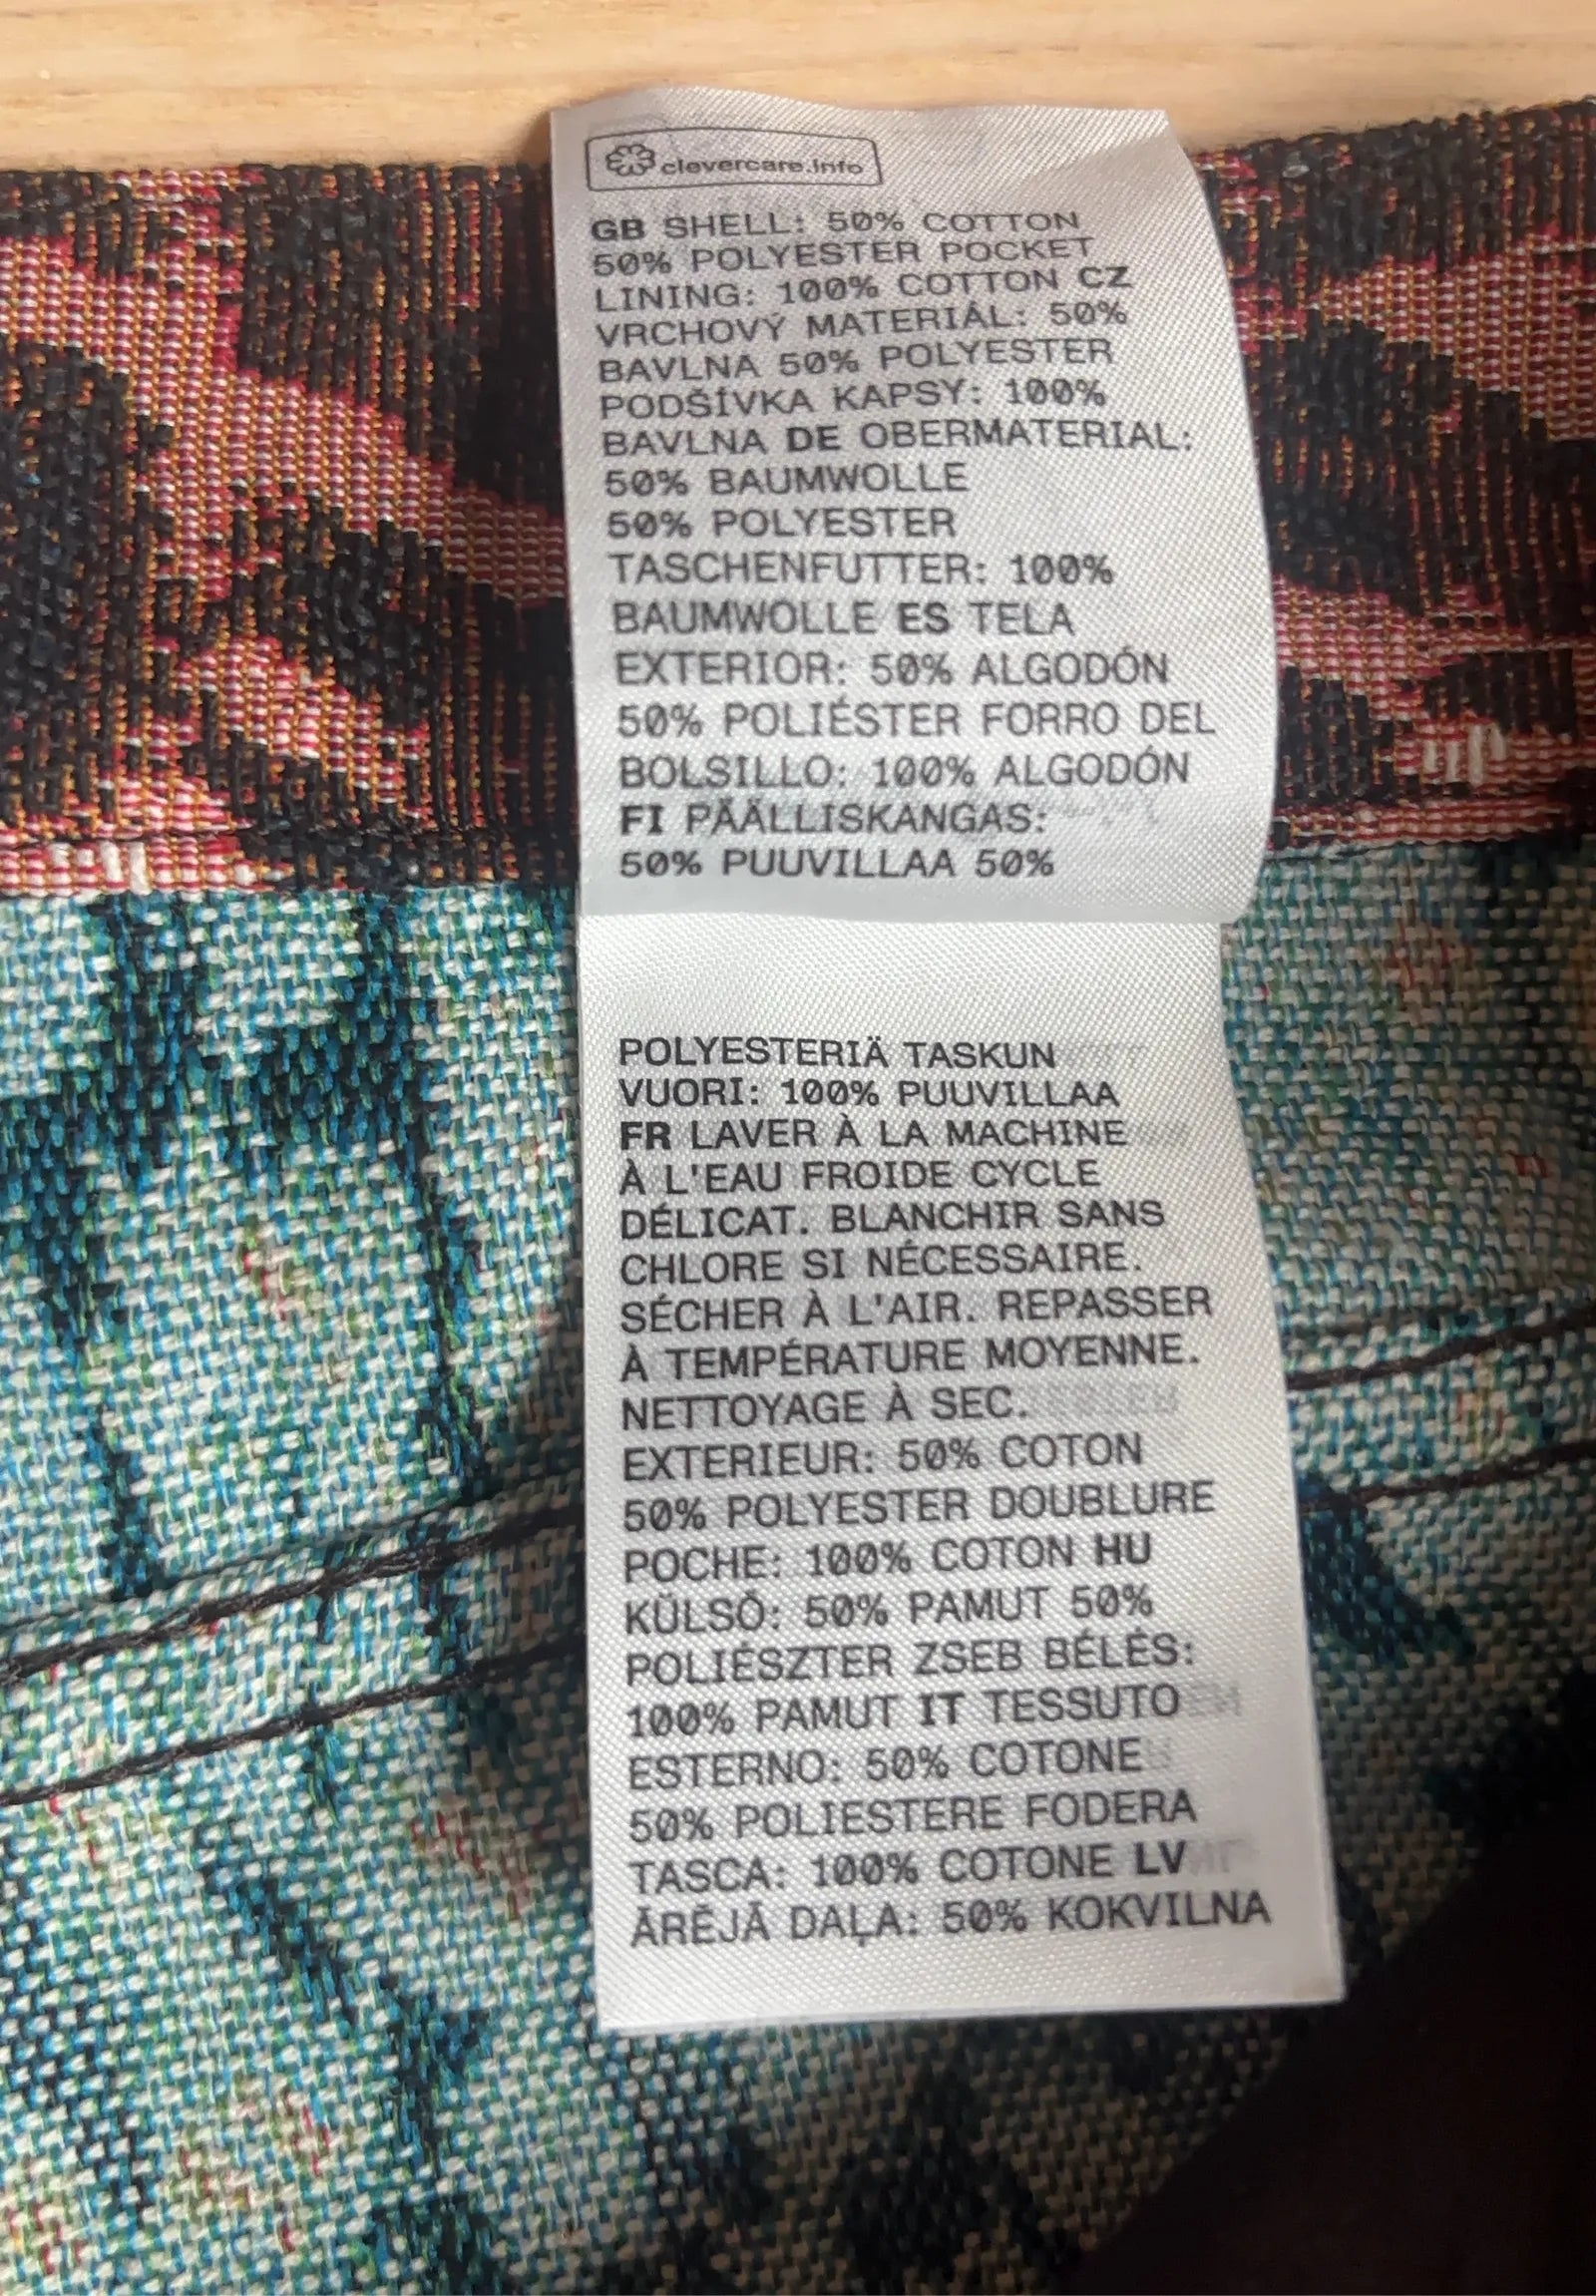 clevercare.info
GB SHELL: 50% COTTON
50% POLYESTER POCKET
LINING: 100% COTTON CZ
VRCHOVÝ MATERIÁL: 50%
BAVLNA 50% POLYESTER
PODŠÍVKA KAPSY: 100%
BAVLNA DE OBERMATERIAL:
50% BAUMWOLLE
50% POLYESTER
TASCHENFUTTER: 100%
BAUMWOLLE ES TELA
EXTERIOR: 50% ALGODÓN
50% POLIÉSTER FORRO DEL
BOLSILLO: 100% ALGODÓN
FI PÄÄLLISKANGAS:
50% PUUVILLAA 50%
POLYESTERIÄ TASKUN
VUORI: 100% PUUVILLAA
FR LAVER À LA MACHINE
À L'EAU FROIDE CYCLE
DÉLICAT. BLANCHIR SANS
CHLORE SI NÉCESSAIRE.
SÉCHER À L'AIR. REPASSER
À TEMPÉRATURE MOYENNE.
NETTOYAGE À SEC.
EXTERIEUR: 50% COTON
50% POLYESTER DOUBLURE
POCHE: 100% COTON HU
KÜLSŐ: 50% PAMUT 50%
POLIÉSZTER ZSEB BÉLÉS:
100% PAMUT IT TESSUTO
ESTERNO: 50% COTONE
50% POLIESTERE FODERA
TASCA: 100% COTONE LV
ĀRĒJĀ DAĻA: 50% KOKVILNA